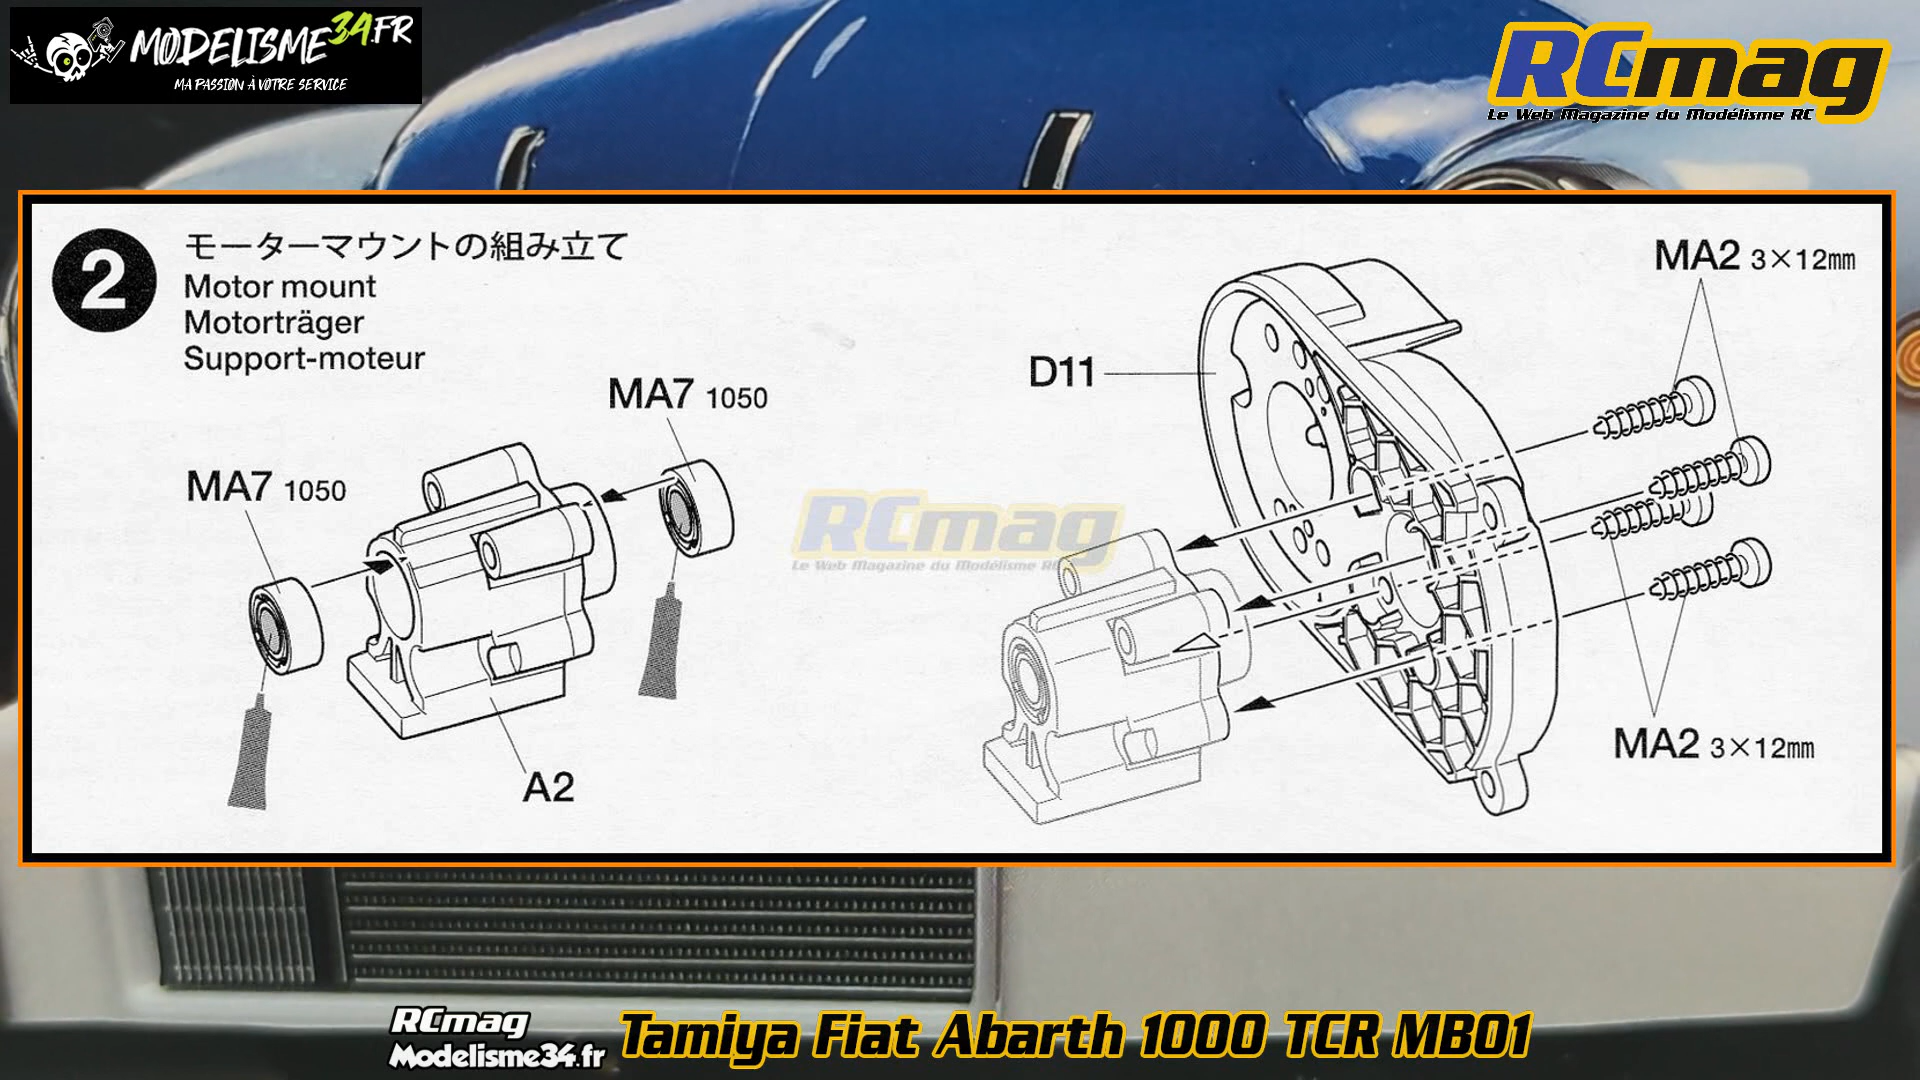 MODELISME34.FR
MA PASSION À VOTRE SERVICE
RCmag
Le Web Magazine du Modélisme RC
2
モーターマウントの組み立て
Motor mount
Motorträger
Support-moteur
MA7 1050
MA7 1050
A2
D11
MA2 3×12mm
MA2 3×12mm
RCmag
Le Web Magazine du Modélisme RC
RCmag
Modelisme34.fr
Tamiya Fiat Abarth 1000 TCR MB01